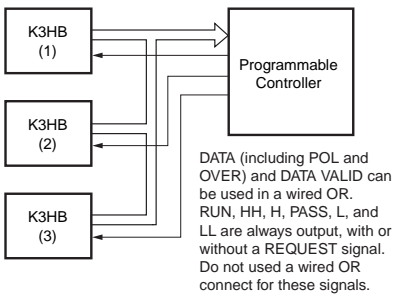 K3HB
(1)
Programmable
Controller
K3HB
(2)
K3HB
(3)
DATA (including POL and
OVER) and DATA VALID can
be used in a wired OR.
RUN, HH, H, PASS, L, and
LL are always output, with or
without a REQUEST signal.
Do not used a wired OR
connect for these signals.